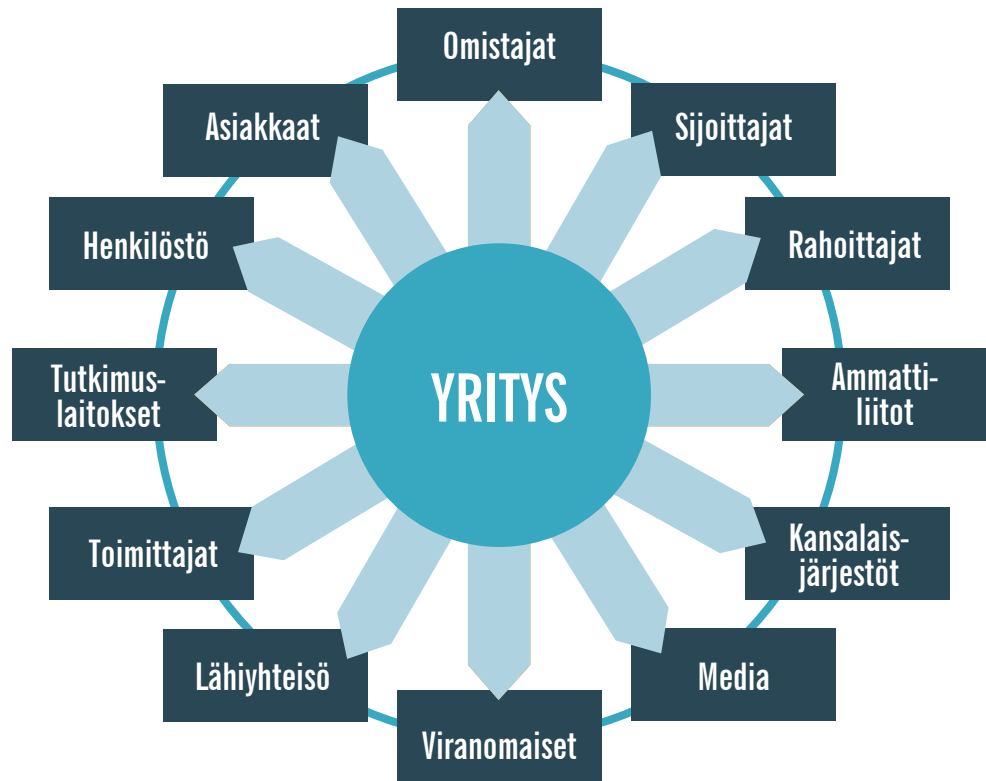 Omistajat
Sijoittajat
Rahoittajat
Ammatti-
liitot
Kansalais-
järjestöt
Media
Viranomaiset
Lähiyhteisö
Toimittajat
Tutkimus-
laitokset
Henkilöstö
Asiakkaat
YRITYS